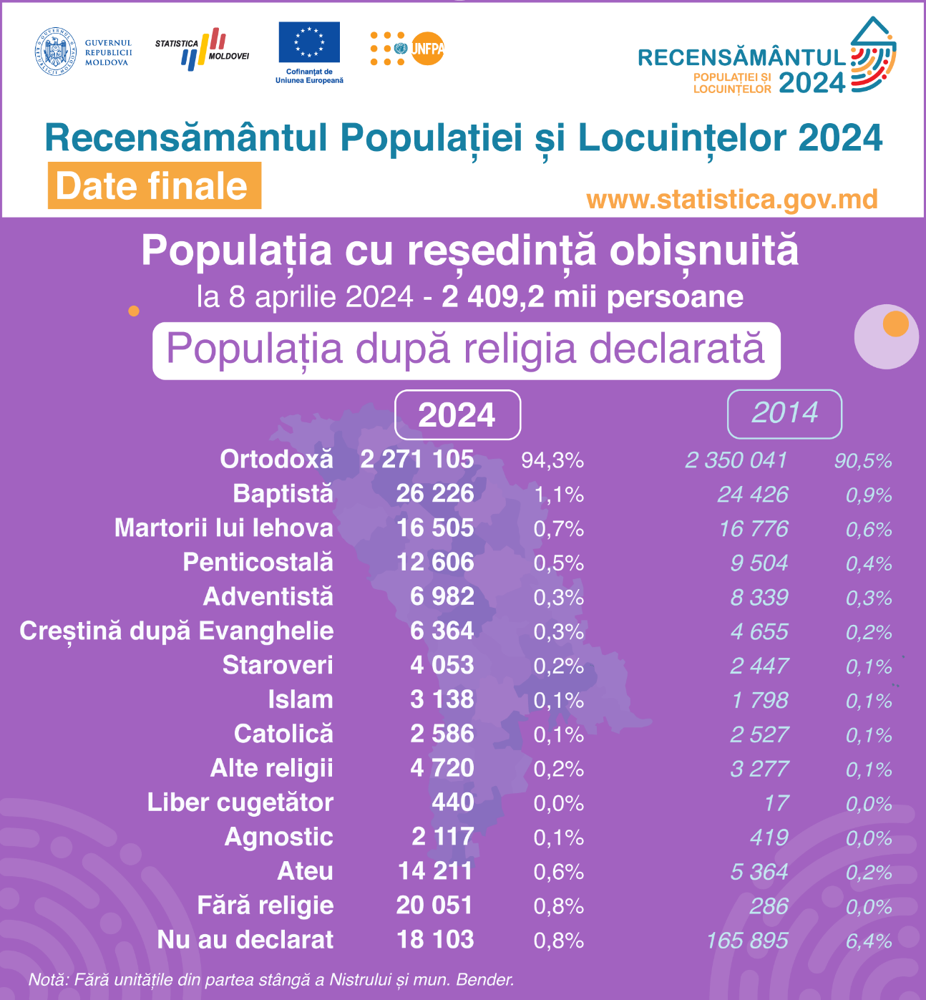 GUVERNUL
REPUBLICII
MOLDOVA
STATISTICA
MOLDOVEI
Cofinanțat de
Uniunea Europeană
UNFPA
RECENSĂMÂNTUL
POPULAȚIEI ȘI
LOCUINȚELOR
2024
Recensământul Populației și Locuințelor 2024
Date finale
www.statistica.gov.md
Populația cu reședință obișnuită
la 8 aprilie 2024 - 2 409,2 mii persoane
Populația după religia declarată
2024 2014
Ortodoxă 2 271 105 94,3% 2 350 041 90,5%
Baptistă 26 226 1,1% 24 426 0,9%
Martorii lui Iehova 16 505 0,7% 16 776 0,6%
Penticostală 12 606 0,5% 9 504 0,4%
Adventistă 6 982 0,3% 8 339 0,3%
Creștină după Evanghelie 6 364 0,3% 4 655 0,2%
Staroveri 4 053 0,2% 2 447 0,1%
Islam 3 138 0,1% 1 798 0,1%
Catolică 2 586 0,1% 2 527 0,1%
Alte religii 4 720 0,2% 3 277 0,1%
Liber cugetător 440 0,0% 17 0,0%
Agnostic 2 117 0,1% 419 0,0%
Ateu 14 211 0,6% 5 364 0,2%
Fără religie 20 051 0,8% 286 0,0%
Nu au declarat 18 103 0,8% 165 895 6,4%
Notă: Fără unitățile din partea stângă a Nistrului și mun. Bender.